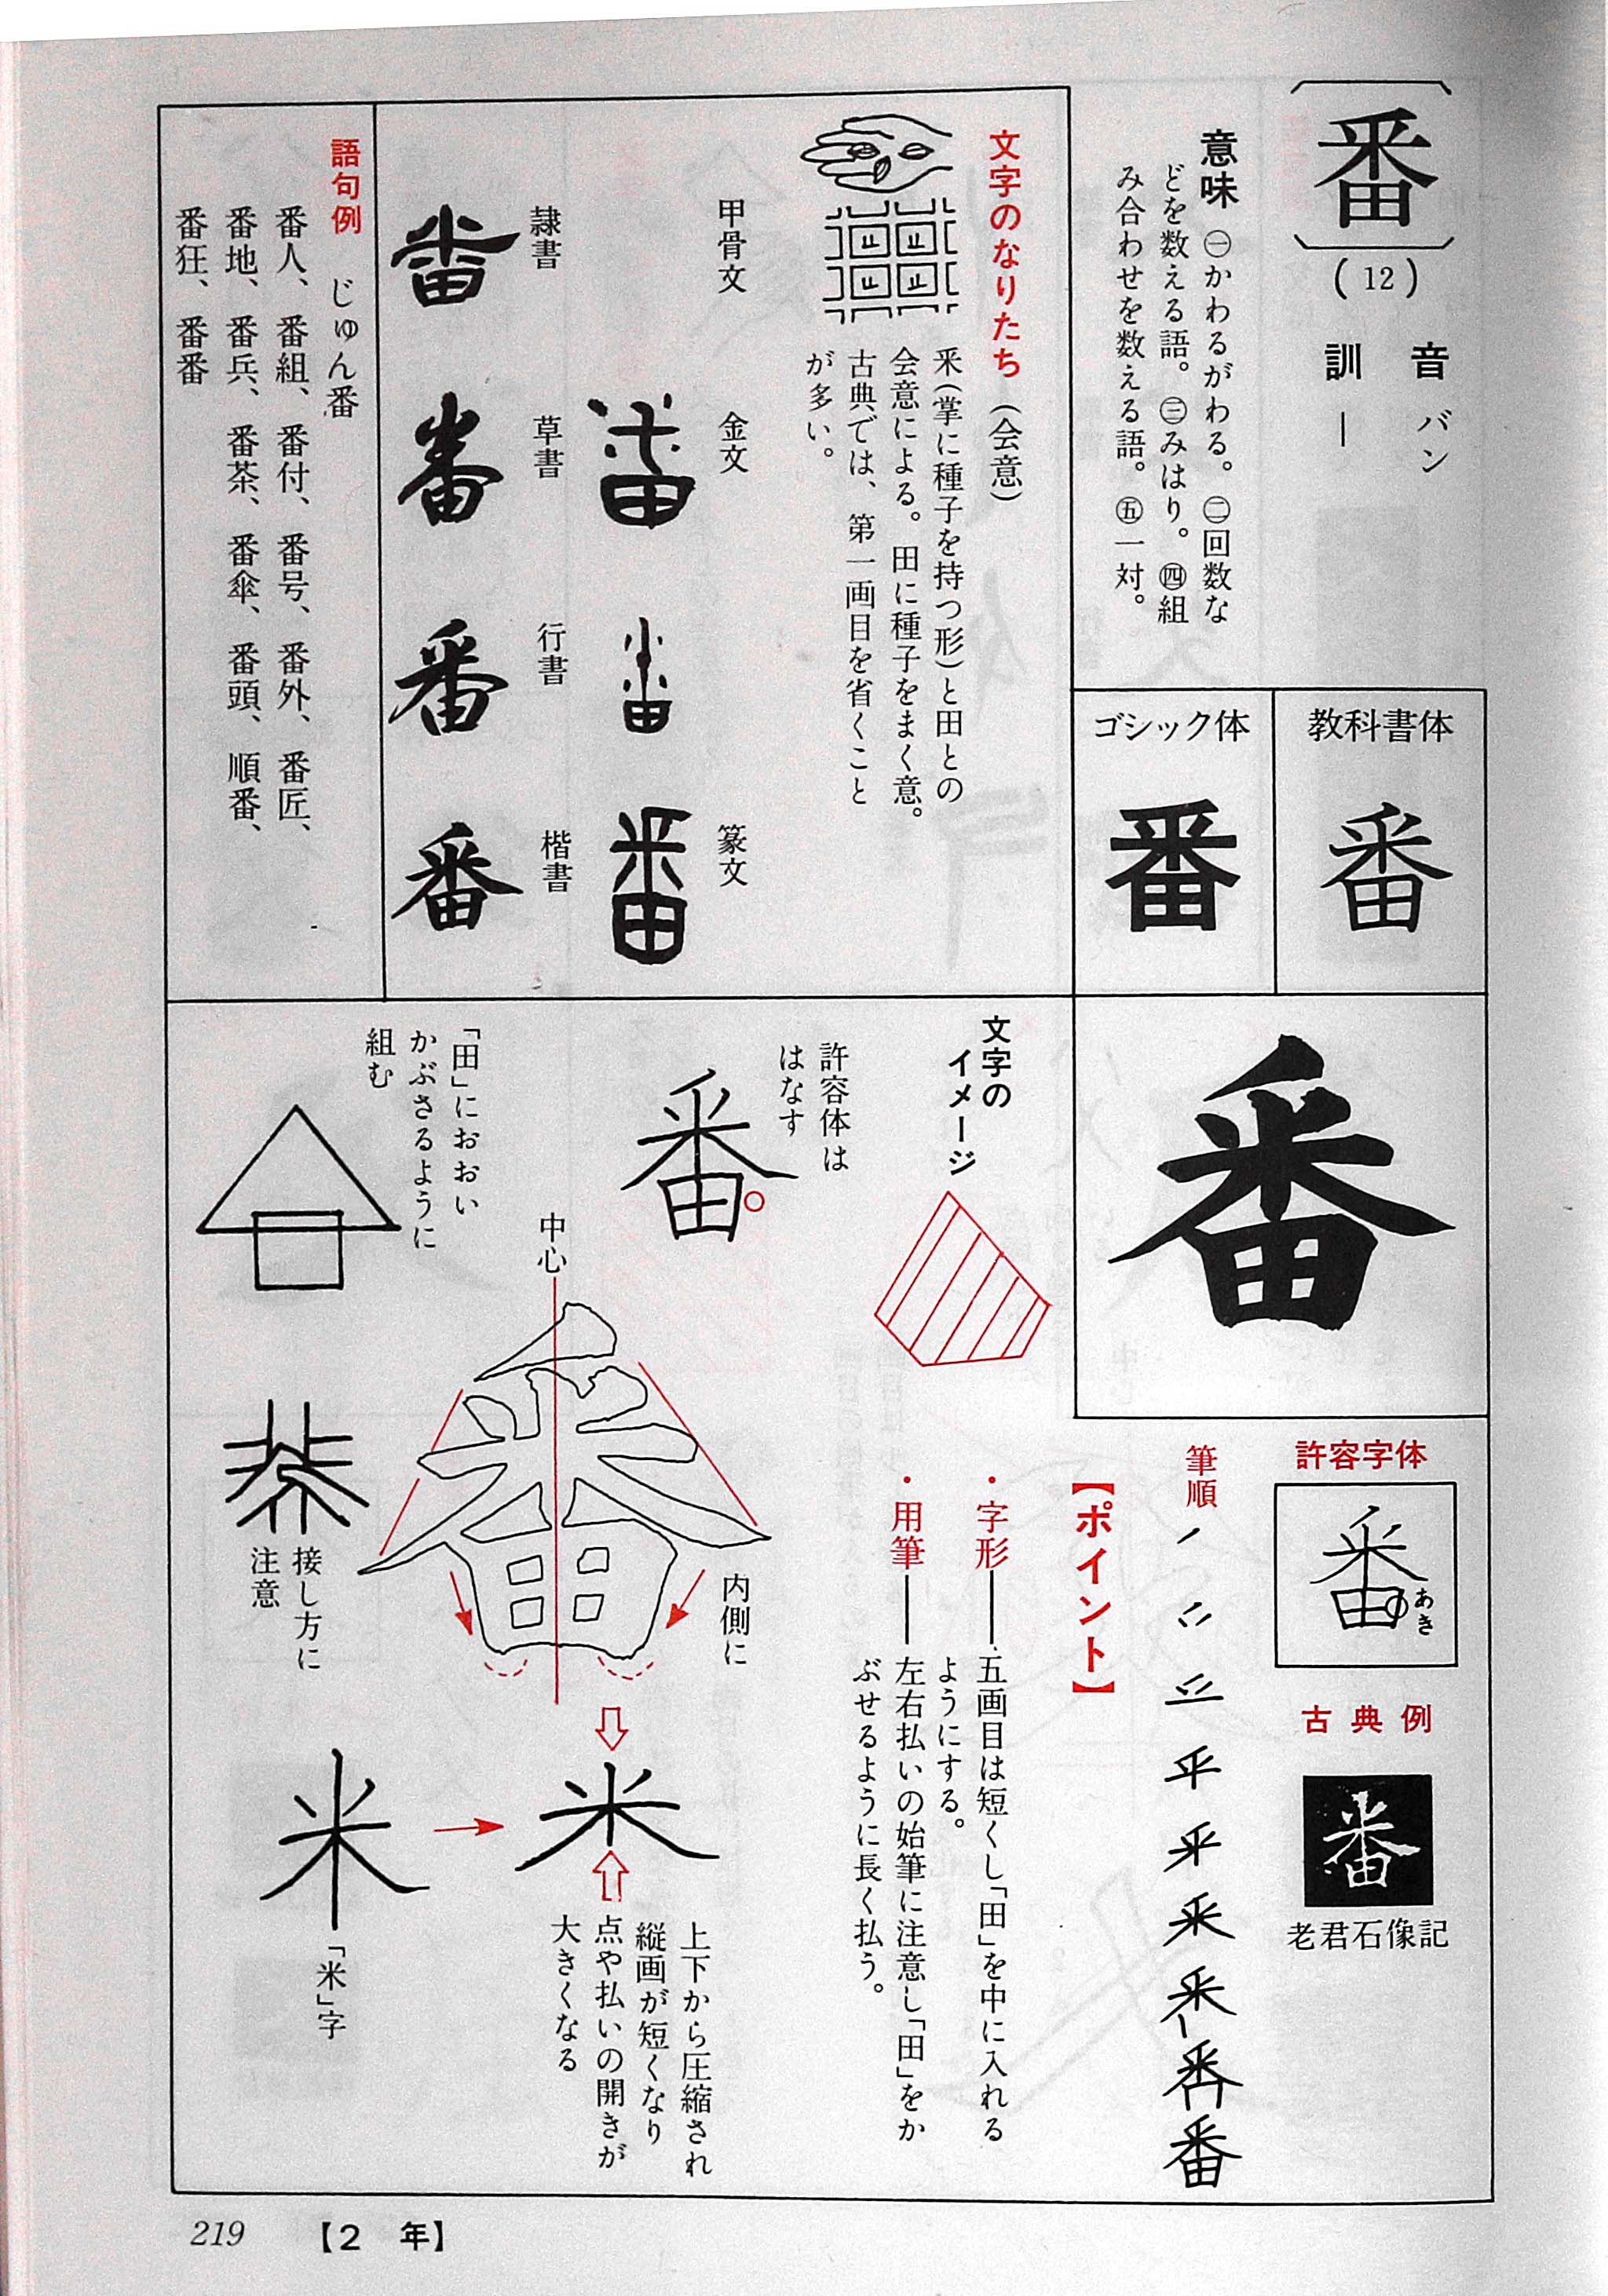 番
(12)
音 バン
訓 ―
意味 ㊀かわるがわる。㊁回数な
どを数える語。㊂みはり。㊃組
み合わせを数える語。㊄一対。
教科書体
番
ゴシック体
番
文字のなりたち (会意)
釆(掌に種子を持つ形)と田との
会意による。田に種子をまく意。
古典では、第一画目を省くこと
が多い。
甲骨文
金文
篆文
隷書
草書
行書
楷書
語句例 じゅん番
番人、番組、番付、番号、番外、番匠、
番地、番兵、番茶、番傘、番頭、順番、
番狂、番番
番
許容字体
番
あき
古典例
番
老君石像記
筆順
番
【ポイント】
・字形――五画目は短くし「田」を中に入れる
ようにする。
・用筆――左右払いの始筆に注意し「田」をか
ぶせるように長く払う。
文字の
イメージ
許容体は
はなす
番
「田」におおい
かぶさるように
組む
中心
番
内側に
接し方に
注意
米
上下から圧縮され
縦画が短くなり
点や払いの開きが
大きくなる
米
「米」字
219 【2 年】